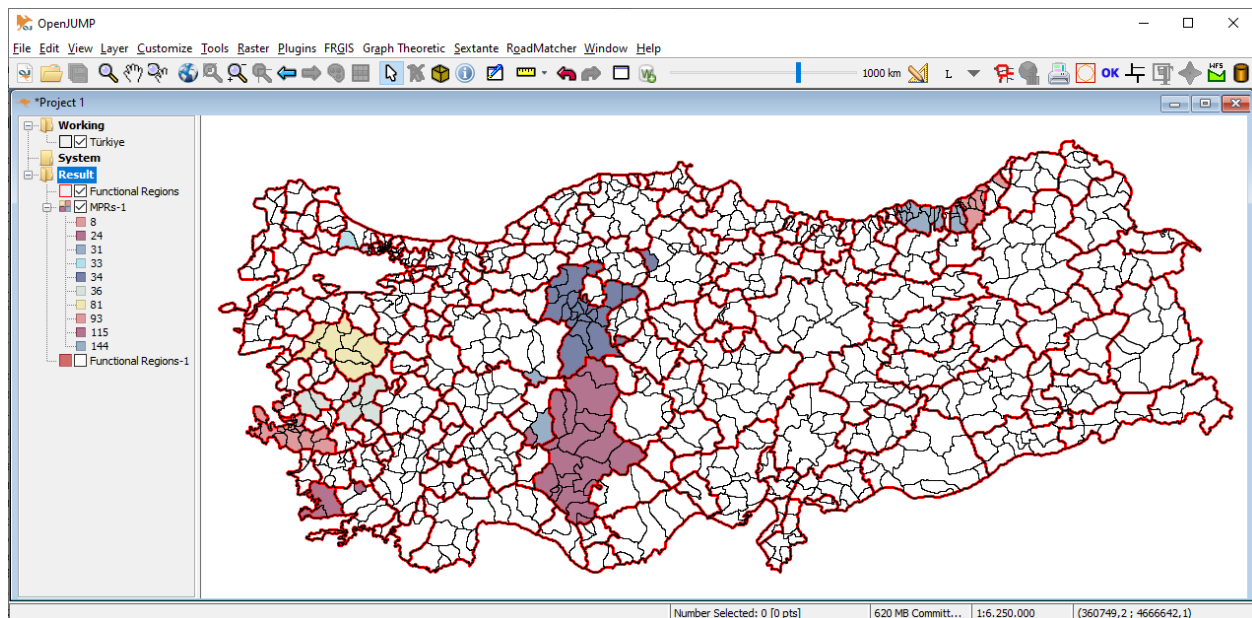 OpenJUMP
File Edit View Layer Customize Tools Raster Plugins FRGIS Graph Theoretic Sextante RoadMatcher Window Help
1000 km L OK WFS
*Project 1
Working
Türkiye
System
Result
Functional Regions
MPRs-1
8
24
31
33
34
36
81
93
115
144
Functional Regions-1
Number Selected: 0 [0 pts] 620 MB Committ... 1:6.250.000 (360749,2 ; 4666642,1)